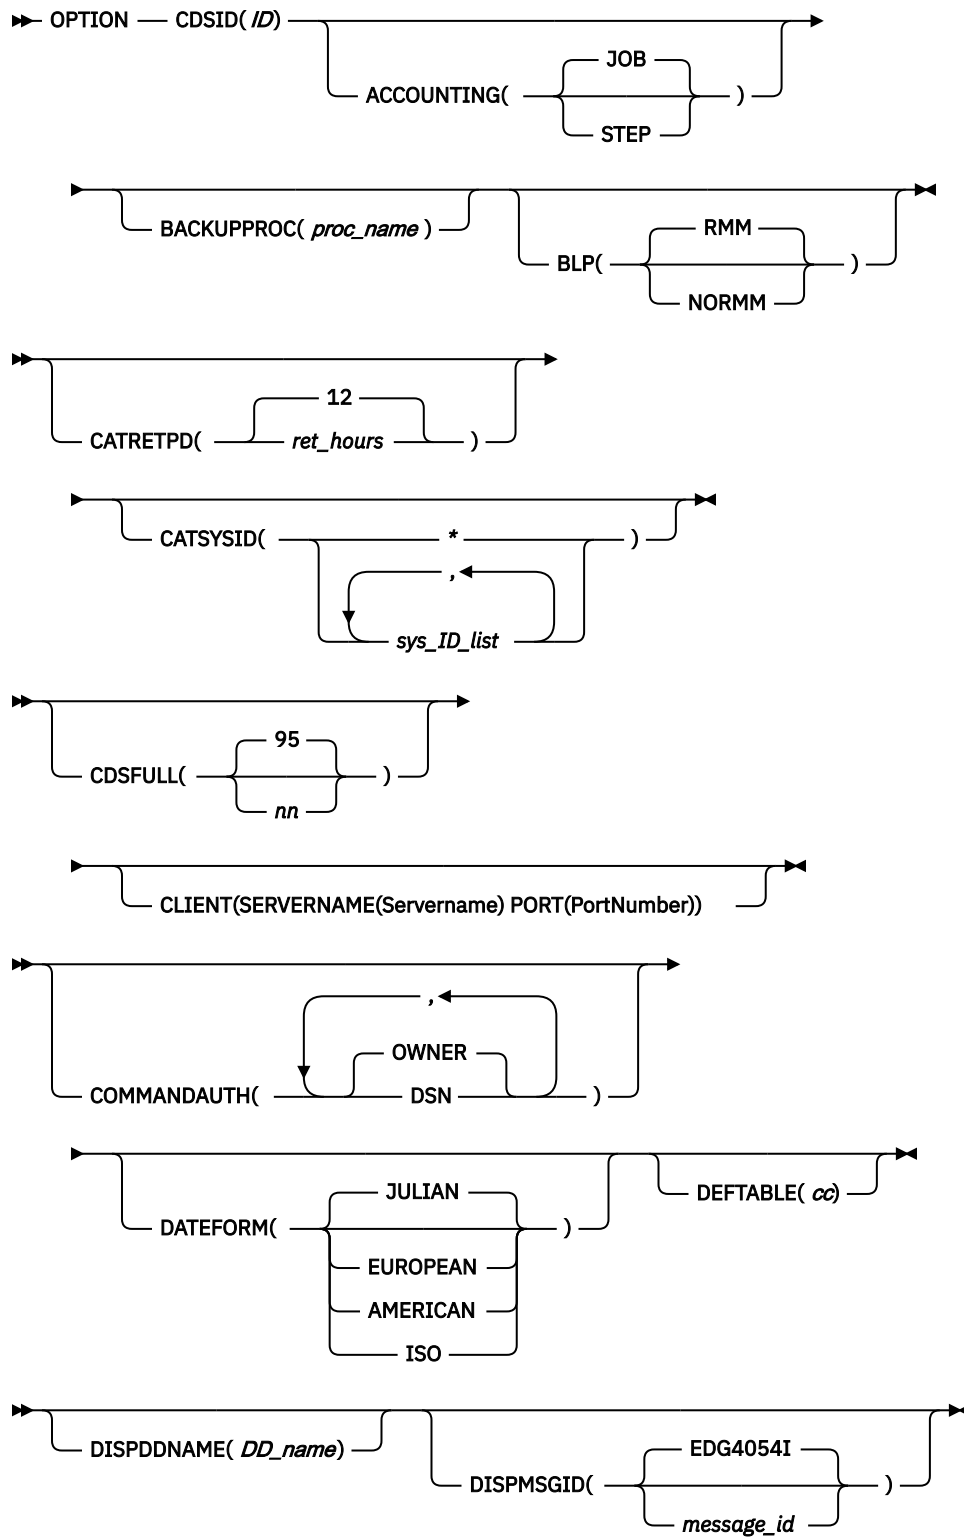 OPTION CDSID( ID)
JOB
ACCOUNTING( )
STEP
BACKUPPROC( proc_name )
RMM
BLP( )
NORMM
12
CATRETPD( ret_hours )
CATSYSID( * )
,
sys_ID_list
95
CDSFULL( )
nn
CLIENT(SERVERNAME(Servername) PORT(PortNumber))
,
OWNER
COMMANDAUTH( DSN )
JULIAN
DEFTABLE( cc)
DATEFORM( )
EUROPEAN
AMERICAN
ISO
DISPDDNAME( DD_name)
EDG4054I
DISPMSGID( )
message_id